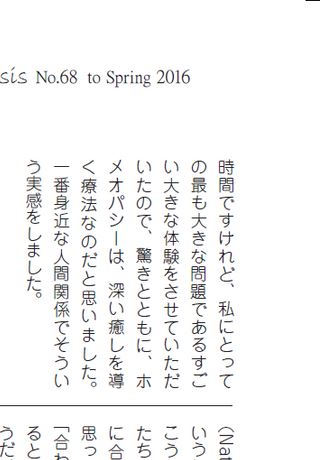 sis No.68 to Spring 2016
時間ですけれど、私にとって
の最も大きな問題であるすご
い大きな体験をさせていただ
いたので、驚きとともに、ホ
メオパシーは、深い癒しを導
く療法なのだと思いました。
一番身近な人間関係でそうい
う実感をしました。
（Nat
いう
こう
たち
に合
思っ
「合わ
ると
うだ